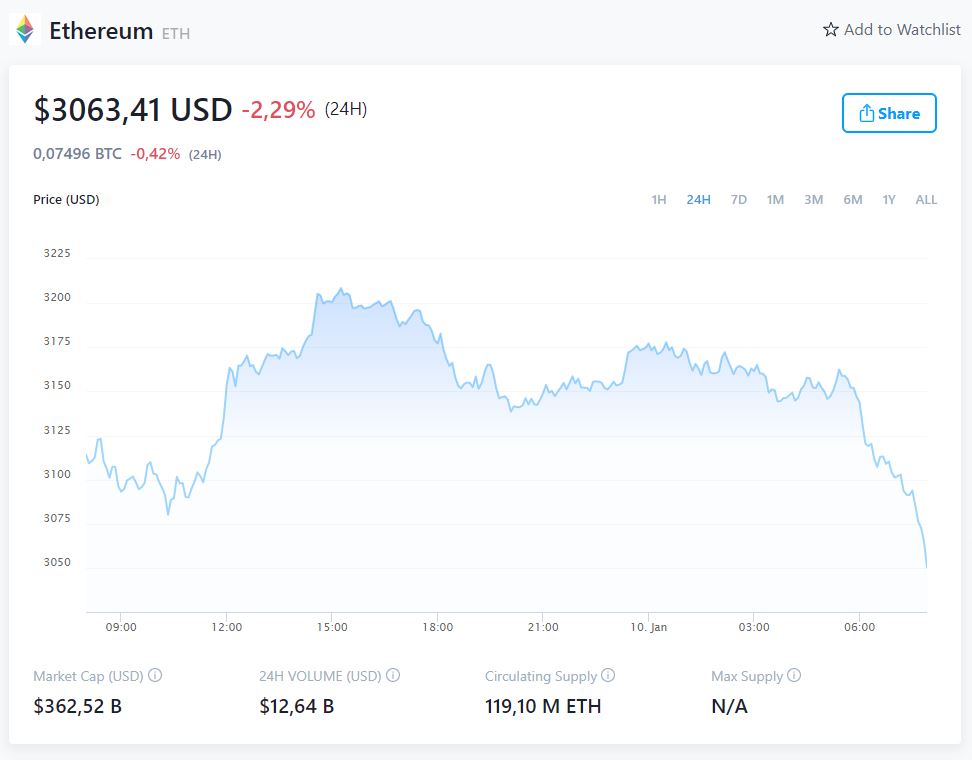 Ethereum ETH
Add to Watchlist
$3063,41 USD -2,29% (24H)
Share
0,07496 BTC -0,42% (24H)
Price (USD)
1H 24H 7D 1M 3M 6M 1Y ALL
3225
3200
3175
3150
3125
3100
3075
3050
09:00 12:00 15:00 18:00 21:00 10. Jan 03:00 06:00
Market Cap (USD) 24H VOLUME (USD) Circulating Supply Max Supply
$362,52 B $12,64 B 119,10 M ETH N/A